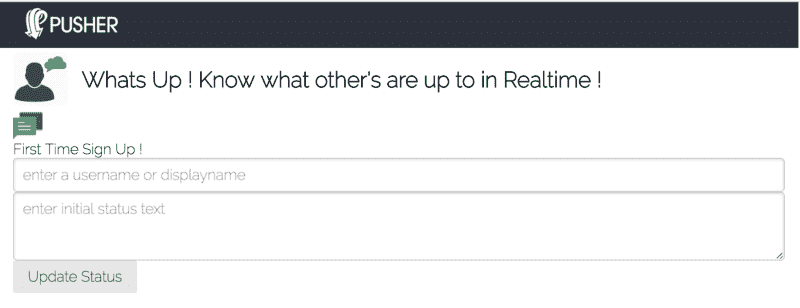 PUSHER
Whats Up ! Know what other's are up to in Realtime !
First Time Sign Up !
enter a username or displayname
enter initial status text
Update Status